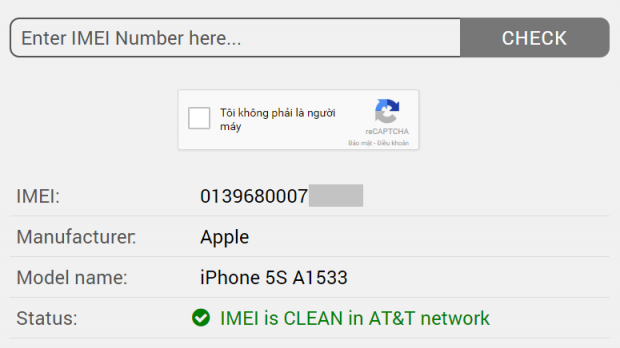 Enter IMEI Number here... CHECK
Tôi không phải là người
máy
reCAPTCHA
Bảo mật - Điều khoản
IMEI: 0139680007
Manufacturer: Apple
Model name: iPhone 5S A1533
Status: IMEI is CLEAN in AT&T network